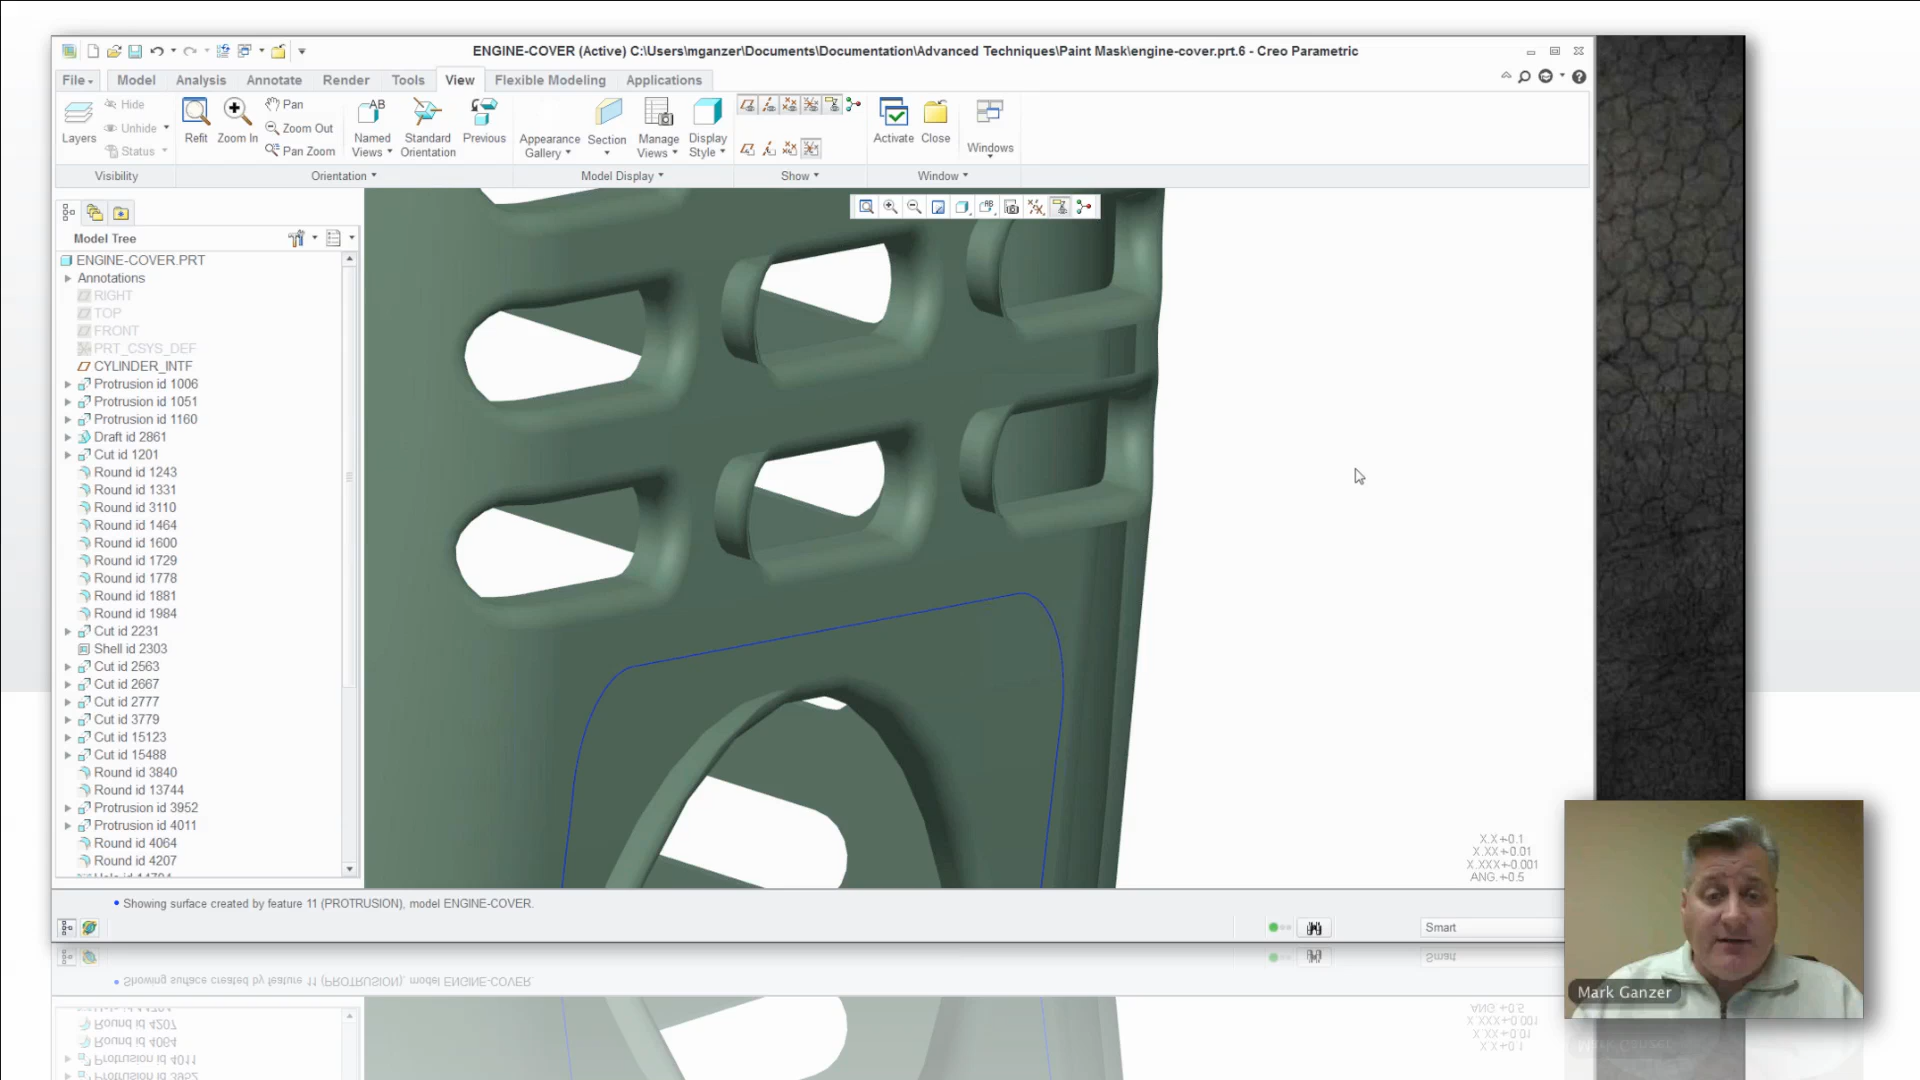 ENGINE-COVER (Active) C:\Users\mganzer\Documents\Documentation\Advanced Techniques\Paint Mask\engine-cover.prt.6 - Creo Parametric
File Model Analysis Annotate Render Tools View Flexible Modeling Applications
Layers
Hide
Unhide
Status
Refit
Zoom In
Pan
Zoom Out
Pan Zoom
Named Views
Standard Orientation
Previous
Appearance Gallery
Section
Manage Views
Display Style
Activate
Close
Windows
Visibility Orientation Model Display Show Window
Model Tree
ENGINE-COVER.PRT
Annotations
RIGHT
TOP
FRONT
PRT_CSYS_DEF
CYLINDER_INTF
Protrusion id 1006
Protrusion id 1051
Protrusion id 1160
Draft id 2861
Cut id 1201
Round id 1243
Round id 1331
Round id 3110
Round id 1464
Round id 1600
Round id 1729
Round id 1778
Round id 1881
Round id 1984
Cut id 2231
Shell id 2303
Cut id 2563
Cut id 2667
Cut id 2777
Cut id 3779
Cut id 15123
Cut id 15488
Round id 3840
Round id 13744
Protrusion id 3952
Protrusion id 4011
Round id 4064
Round id 4207
X.X+-0.1
X.XX+-0.01
X.XXX+-0.001
ANG.+-0.5
• Showing surface created by feature 11 (PROTRUSION), model ENGINE-COVER.
Smart
Mark Ganzer